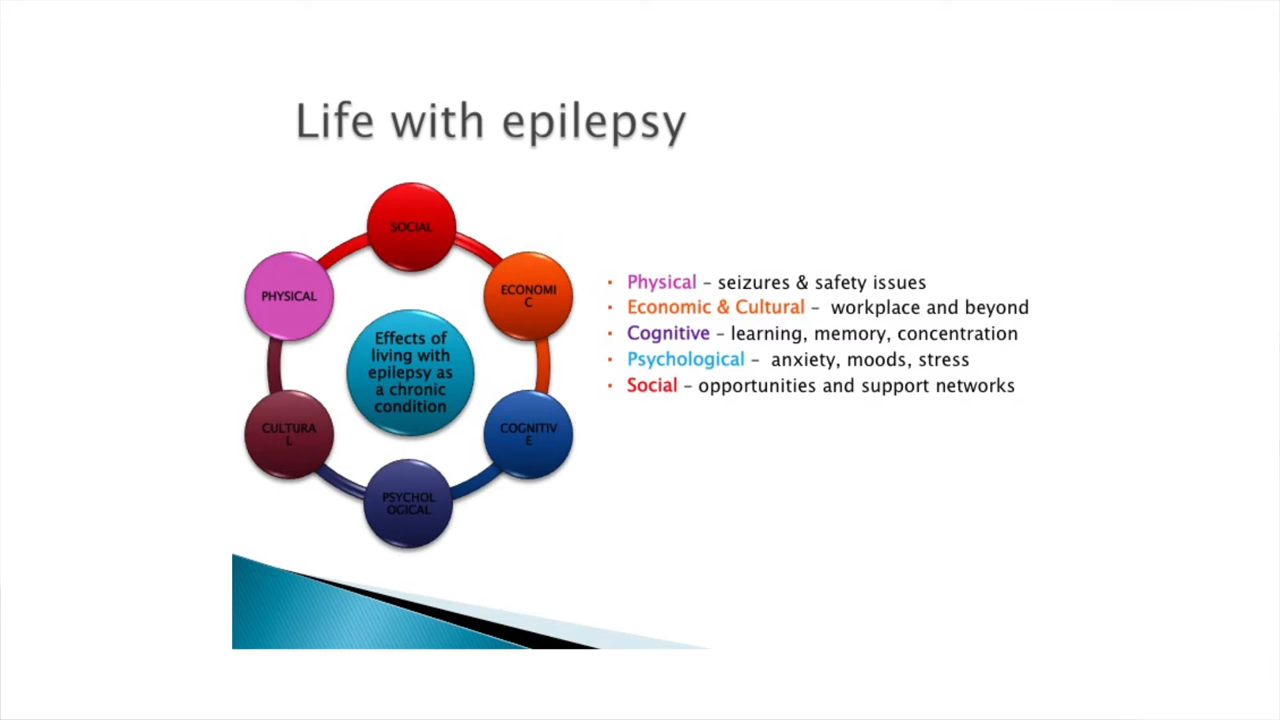 Life with epilepsy
SOCIAL
PHYSICAL
ECONOMI
C
Effects of
living with
epilepsy as
a chronic
condition
CULTURA
L
COGNITIV
E
PSYCHOL
OGICAL
• Physical – seizures & safety issues
• Economic & Cultural – workplace and beyond
• Cognitive – learning, memory, concentration
• Psychological – anxiety, moods, stress
• Social – opportunities and support networks